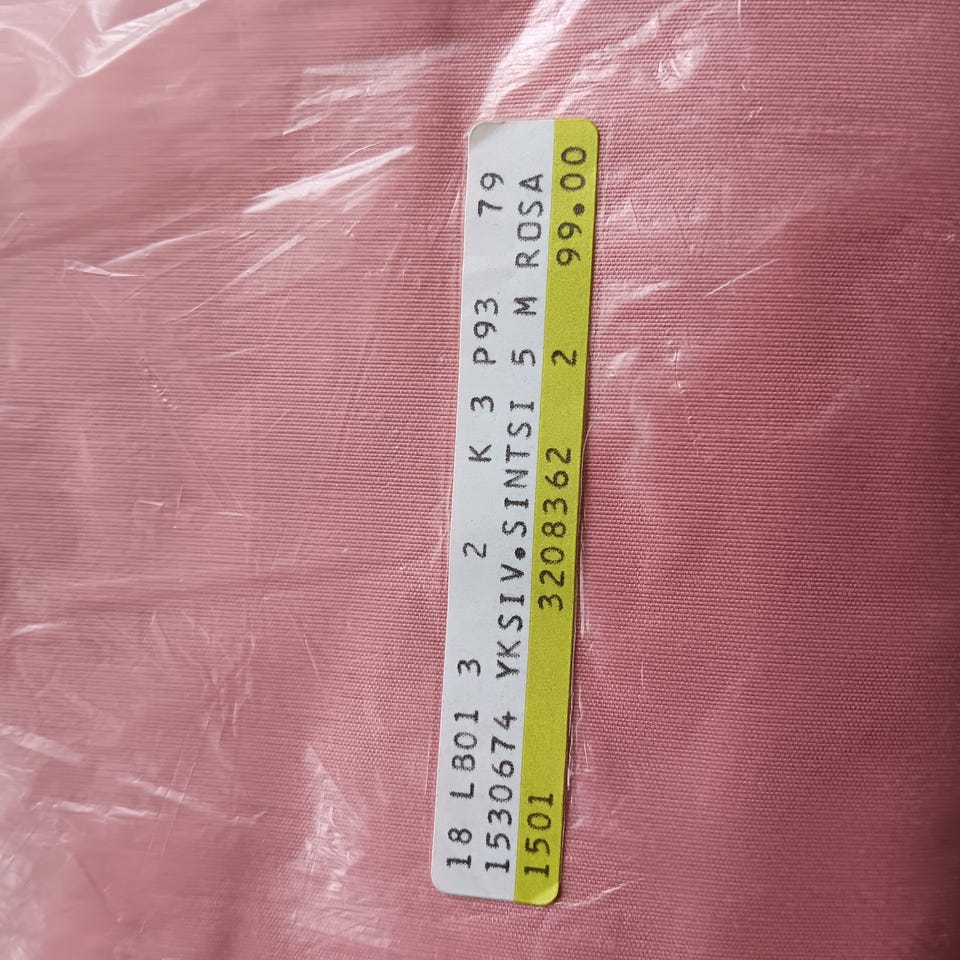 18 LB01 3 2 K 3 P93 79
1530674 YKSIV.SINTSI 5 M ROSA
1501 3208362 2 99.00